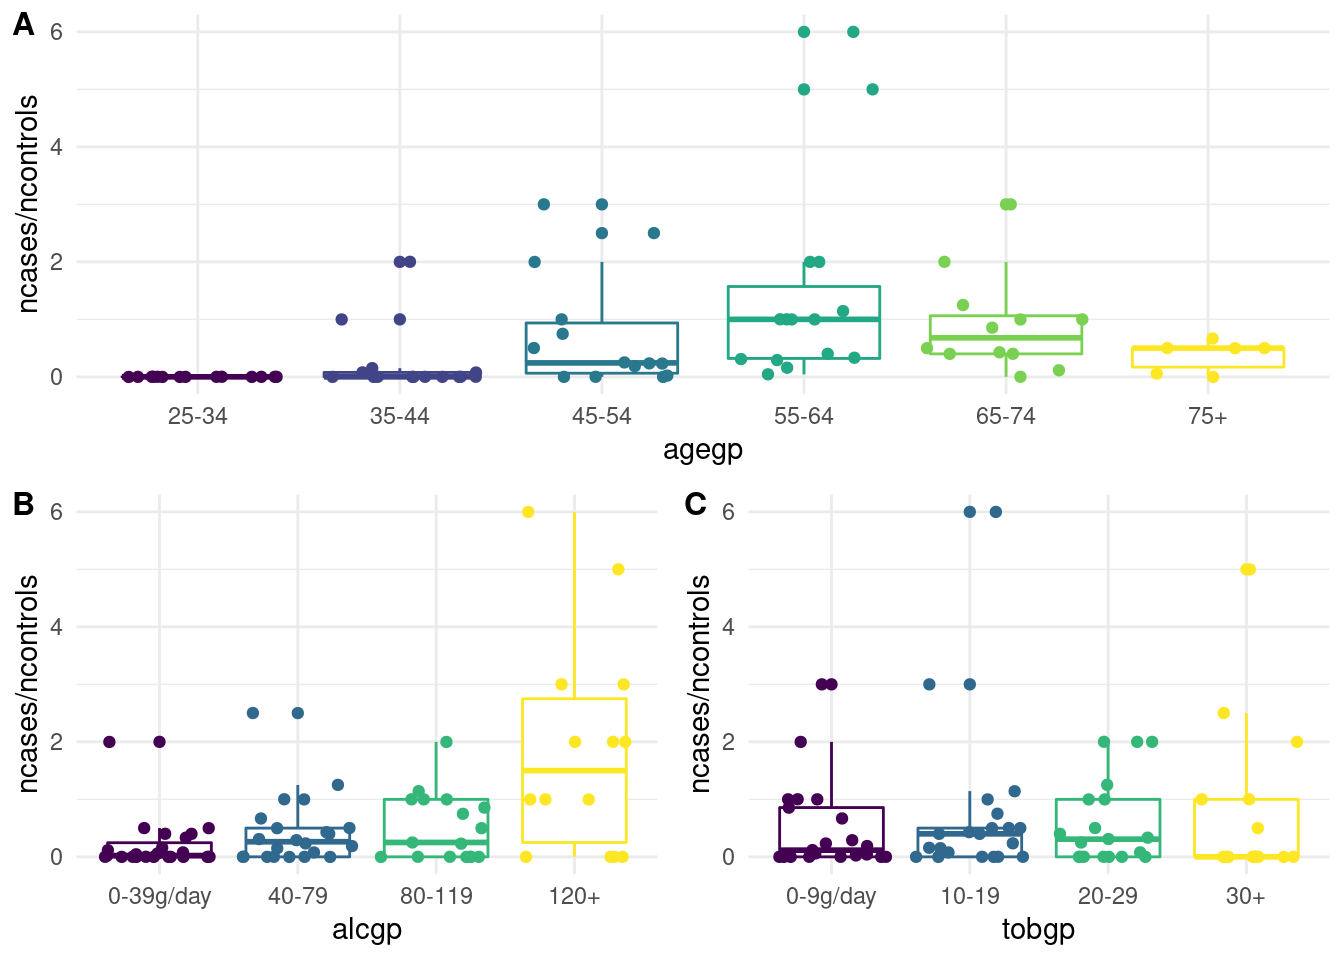 A
ncases/ncontrols
6
4
2
0
25-34 35-44 45-54 55-64 65-74 75+
agegp
B
ncases/ncontrols
6
4
2
0
0-39g/day 40-79 80-119 120+
alcgp
C
ncases/ncontrols
6
4
2
0
0-9g/day 10-19 20-29 30+
tobgp